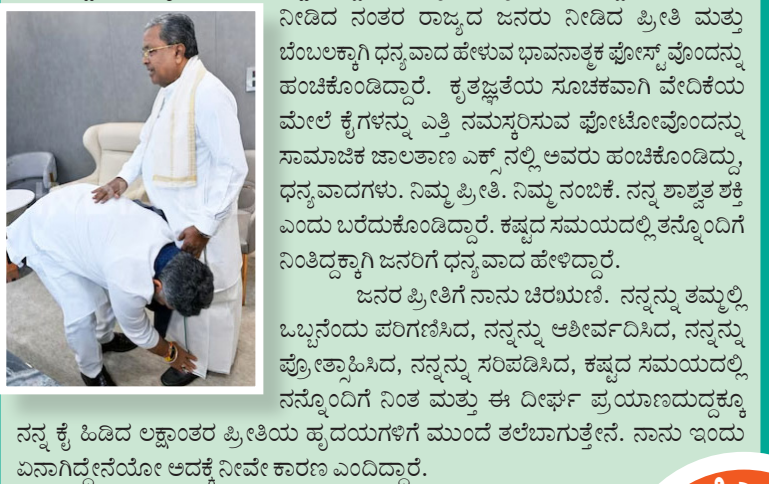 ನೀಡಿದ ನಂತರ ರಾಜ್ಯದ ಜನರು ನೀಡಿದ ಪ್ರೀತಿ ಮತ್ತು
ಬೆಂಬಲಕ್ಕಾಗಿ ಧನ್ಯವಾದ ಹೇಳುವ ಭಾವನಾತ್ಮಕ ಪೋಸ್ಟ್ ವೊಂದನ್ನು
ಹಂಚಿಕೊಂಡಿದ್ದಾರೆ. ಕೃತಜ್ಞತೆಯ ಸೂಚಕವಾಗಿ ವೇದಿಕೆಯ
ಮೇಲೆ ಕೈಗಳನ್ನು ಎತ್ತಿ ನಮಸ್ಕರಿಸುವ ಫೋಟೋವೊಂದನ್ನು
ಸಾಮಾಜಿಕ ಜಾಲತಾಣ ಎಕ್ಸ್ ನಲ್ಲಿ ಅವರು ಹಂಚಿಕೊಂಡಿದ್ದು,
ಧನ್ಯವಾದಗಳು. ನಿಮ್ಮ ಪ್ರೀತಿ. ನಿಮ್ಮ ನಂಬಿಕೆ. ನನ್ನ ಶಾಶ್ವತ ಶಕ್ತಿ
ಎಂದು ಬರೆದುಕೊಂಡಿದ್ದಾರೆ. ಕಷ್ಟದ ಸಮಯದಲ್ಲಿ ತನ್ನೊಂದಿಗೆ
ನಿಂತಿದ್ದಕ್ಕಾಗಿ ಜನರಿಗೆ ಧನ್ಯವಾದ ಹೇಳಿದ್ದಾರೆ.
ಜನರ ಪ್ರೀತಿಗೆ ನಾನು ಚಿರಋಣಿ. ನನ್ನನ್ನು ತಮ್ಮಲ್ಲಿ
ಒಬ್ಬನೆಂದು ಪರಿಗಣಿಸಿದ, ನನ್ನನ್ನು ಆಶೀರ್ವದಿಸಿದ, ನನ್ನನ್ನು
ಪ್ರೋತ್ಸಾಹಿಸಿದ, ನನ್ನನ್ನು ಸರಿಪಡಿಸಿದ, ಕಷ್ಟದ ಸಮಯದಲ್ಲಿ
ನನ್ನೊಂದಿಗೆ ನಿಂತ ಮತ್ತು ಈ ದೀರ್ಘ ಪ್ರಯಾಣದುದ್ದಕ್ಕೂ
ನನ್ನ ಕೈ ಹಿಡಿದ ಲಕ್ಷಾಂತರ ಪ್ರೀತಿಯ ಹೃದಯಗಳಿಗೆ ಮುಂದೆ ತಲೆಬಾಗುತ್ತೇನೆ. ನಾನು ಇಂದು
ಏನಾಗಿದ್ದೇನೆಯೋ ಅದಕ್ಕೆ ನೀವೇ ಕಾರಣ ಎಂದಿದ್ದಾರೆ.